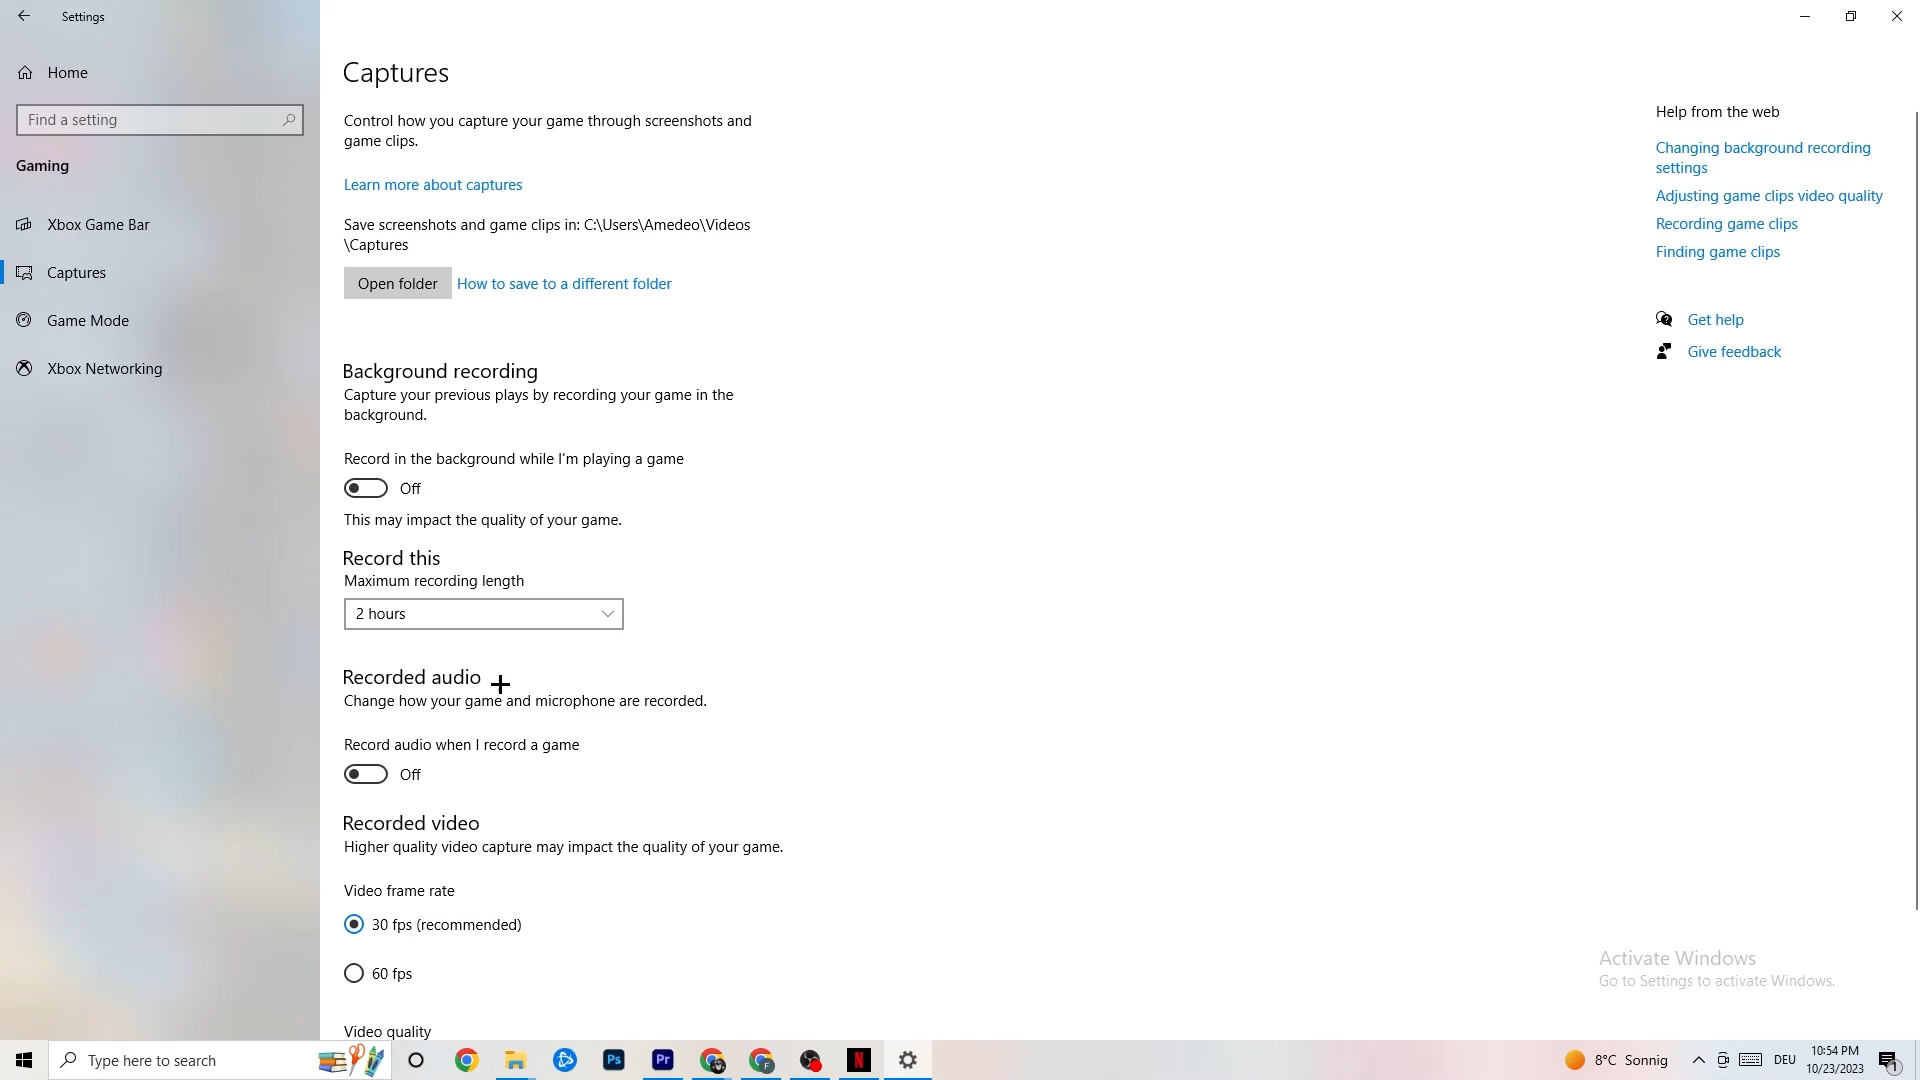 Settings
Home
Find a setting
Gaming
Xbox Game Bar
Captures
Game Mode
Xbox Networking
Captures
Control how you capture your game through screenshots and
game clips.
Learn more about captures
Save screenshots and game clips in: C:\Users\Amedeo\Videos
\Captures
Open folder
How to save to a different folder
Background recording
Capture your previous plays by recording your game in the
background.
Record in the background while I'm playing a game
Off
This may impact the quality of your game.
Record this
Maximum recording length
2 hours
Recorded audio
Change how your game and microphone are recorded.
Record audio when I record a game
Off
Recorded video
Higher quality video capture may impact the quality of your game.
Video frame rate
30 fps (recommended)
60 fps
Video quality
Help from the web
Changing background recording
settings
Adjusting game clips video quality
Recording game clips
Finding game clips
Get help
Give feedback
Activate Windows
Go to Settings to activate Windows.
Type here to search
Ps
Pr
F
N
8°C Sonnig
DEU
10:54 PM
10/23/2023
1